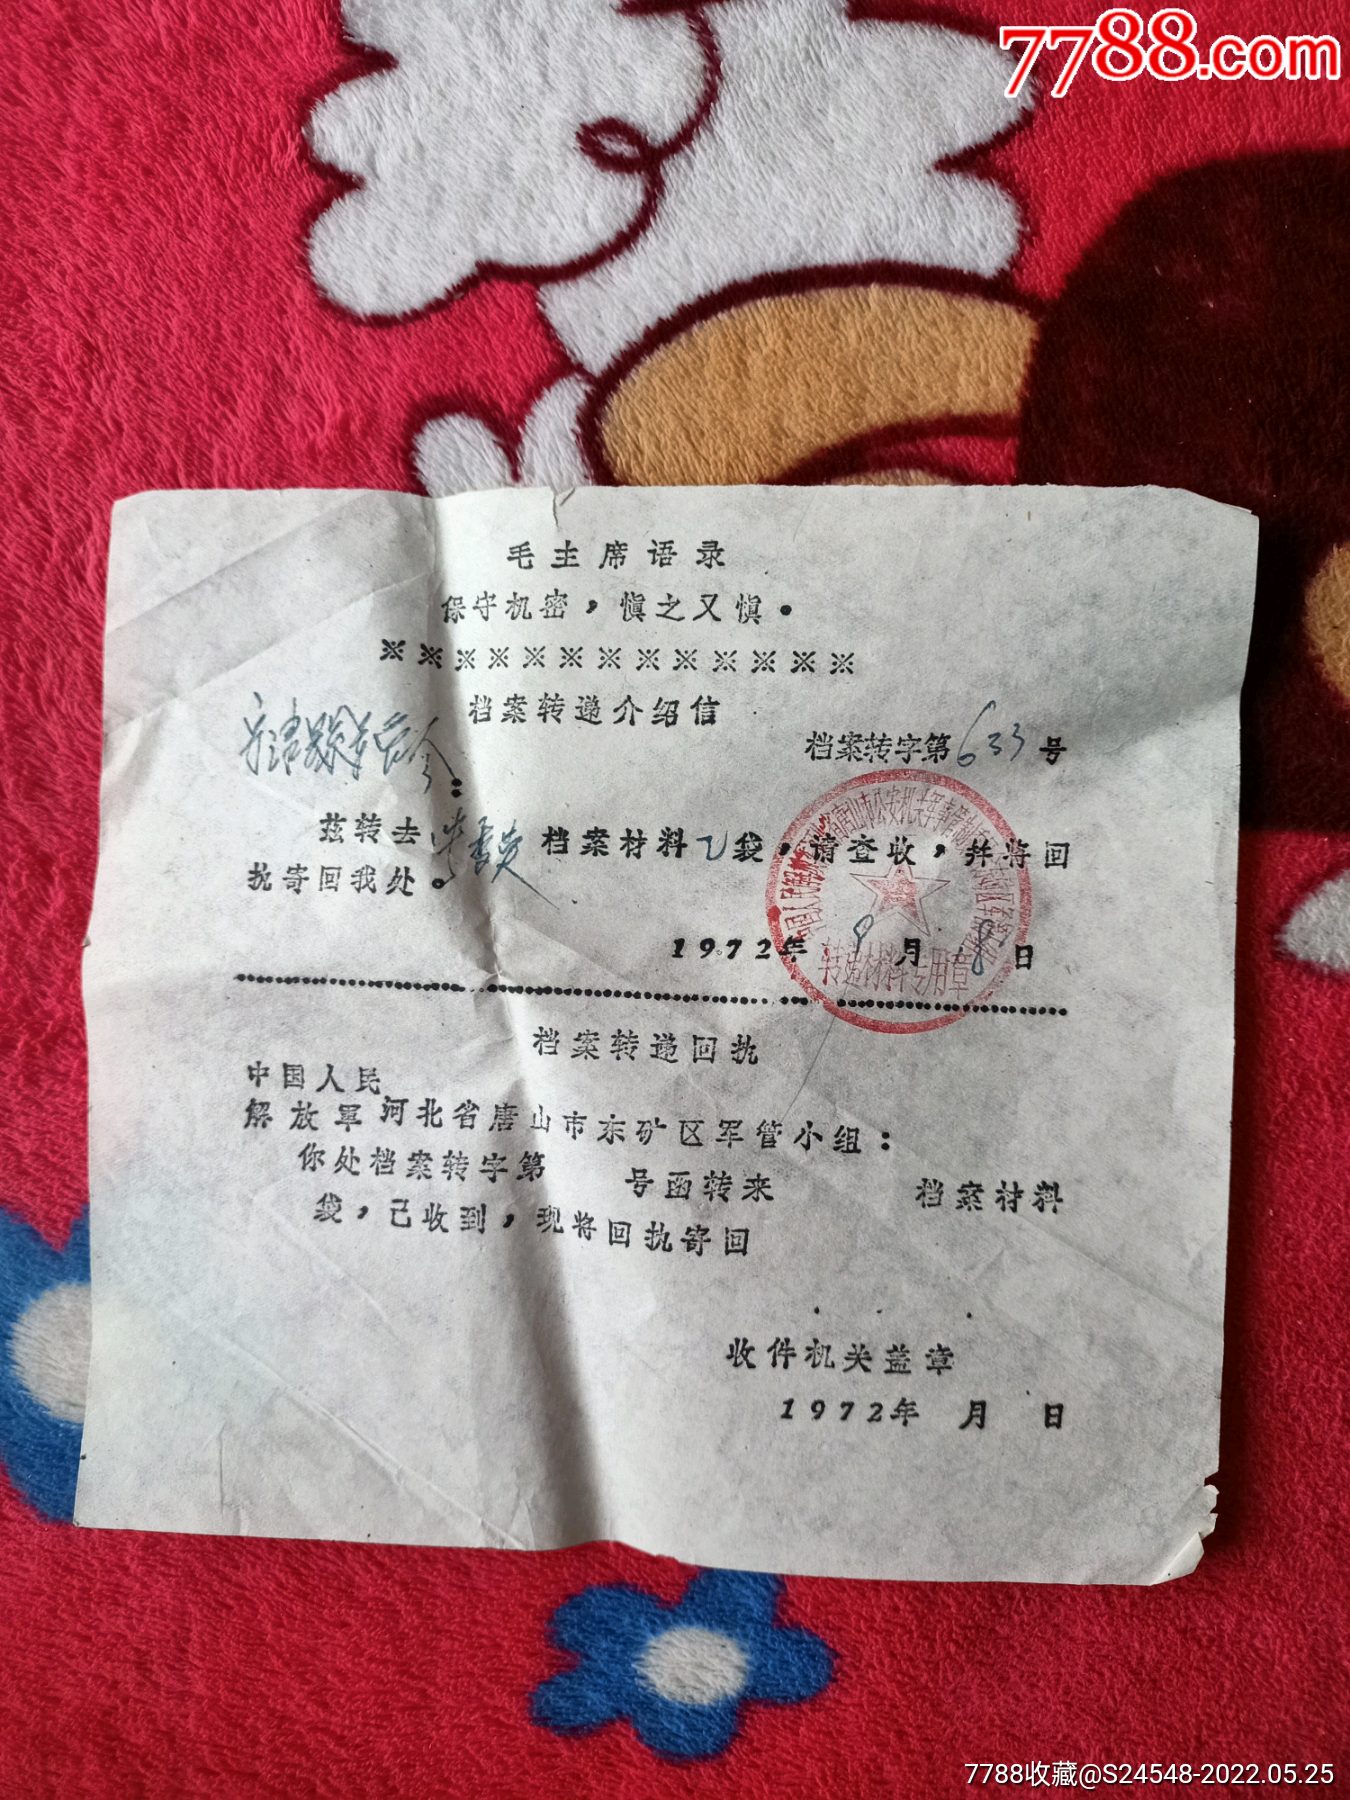 7788.com
毛主席语录
保守机密，慎之又慎。
※※※※※※※※※※※※※
档案转递介绍信
档案转字第633号
：
兹转去 档案材料乙袋，请查收，并将回
执寄回我处。
1972年9月8日
转递材料专用章
档案转递回执
中国人民
解放军河北省唐山市东矿区军管小组：
你处档案转字第 号函转来 档案材料
袋，已收到，现将回执寄回
收件机关盖章
1972年 月 日
7788收藏@S24548-2022.05.25